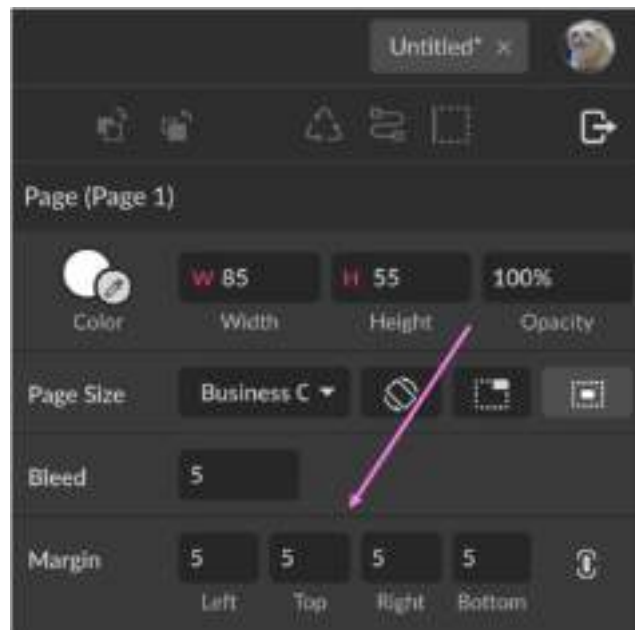 Untitled* ×
Page (Page 1)
W 85 H 55 100%
Color Width Height Opacity
Page Size Business C
Bleed 5
Margin 5 5 5 5
Left Top Right Bottom